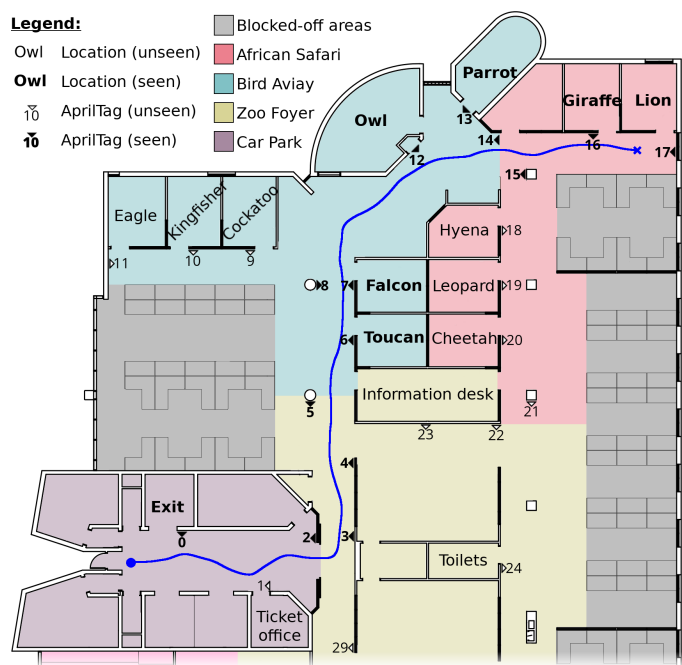 Legend:
Owl Location (unseen)
Owl Location (seen)
10 AprilTag (unseen)
10 AprilTag (seen)
Blocked-off areas
African Safari
Bird Aviay
Zoo Foyer
Car Park
Parrot
Giraffe
Lion
Owl
13
14
16
17
12
15
Eagle
Kingfisher
Cockatoo
Hyena
18
11
10
9
8
7
Falcon
Leopard
19
6
Toucan
Cheetah
20
Information desk
5
21
23
22
4
Exit
0
2
3
Toilets
24
1
Ticket
office
29